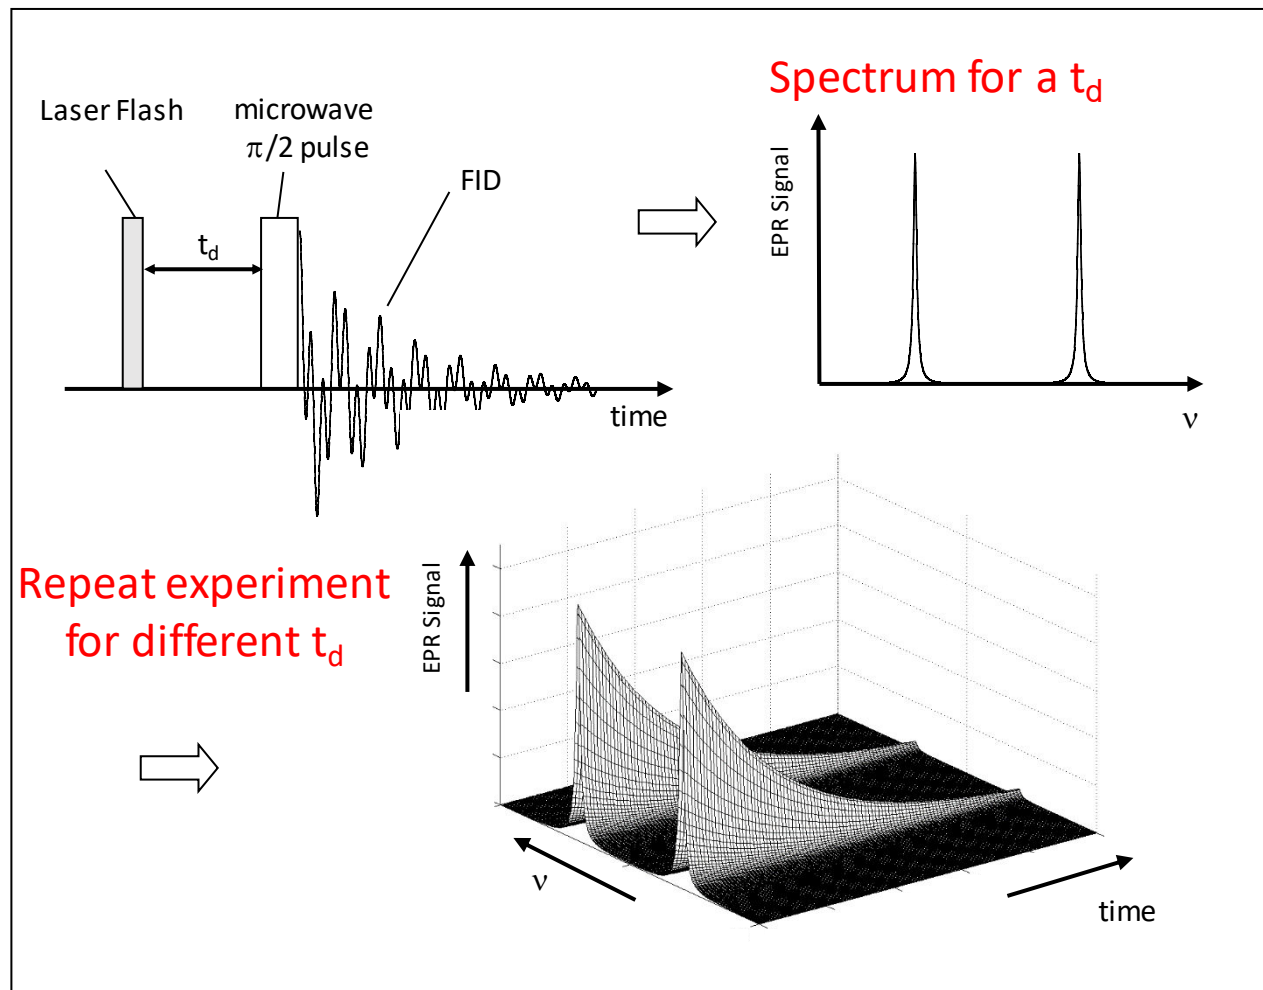 Spectrum for a td
Laser Flash
microwave
π/2 pulse
FID
td
time
EPR Signal
ν
Repeat experiment
for different td
EPR Signal
ν
time